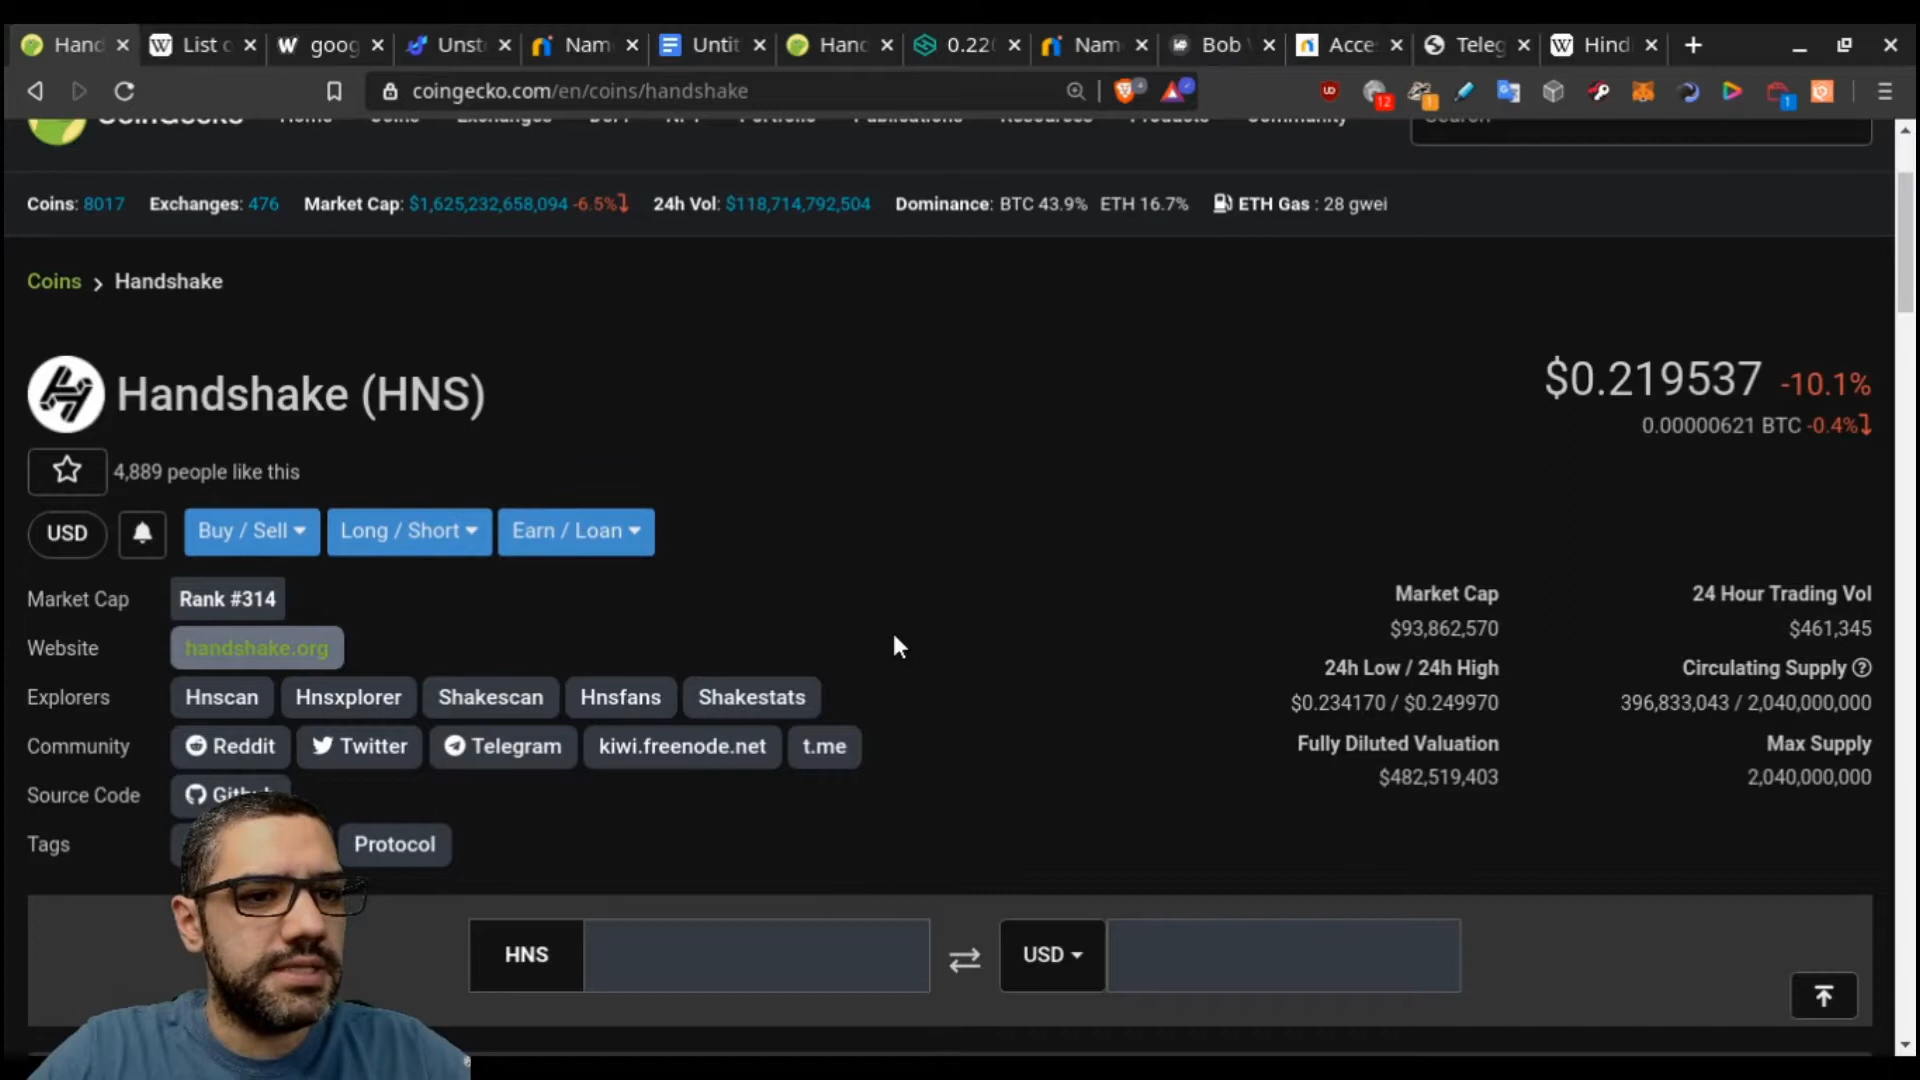 Hand
List o
goog
Unst
Nam
Untit
Hand
0.220
Nam
Bob
Acce
Teleg
Hind
coingecko.com/en/coins/handshake
4
12
1
1
Coins: 8017 Exchanges: 476 Market Cap: $1,625,232,658,094 -6.5% 24h Vol: $118,714,792,504 Dominance: BTC 43.9% ETH 16.7% ETH Gas : 28 gwei
Coins > Handshake
Handshake (HNS)
$0.219537 -10.1%
0.00000621 BTC -0.4%
4,889 people like this
USD Buy / Sell Long / Short Earn / Loan
Market Cap Rank #314
Website handshake.org
Explorers Hnscan Hnsxplorer Shakescan Hnsfans Shakestats
Community Reddit Twitter Telegram kiwi.freenode.net t.me
Source Code Github
Tags Protocol
Market Cap 24 Hour Trading Vol
$93,862,570 $461,345
24h Low / 24h High Circulating Supply ?
$0.234170 / $0.249970 396,833,043 / 2,040,000,000
Fully Diluted Valuation Max Supply
$482,519,403 2,040,000,000
HNS USD